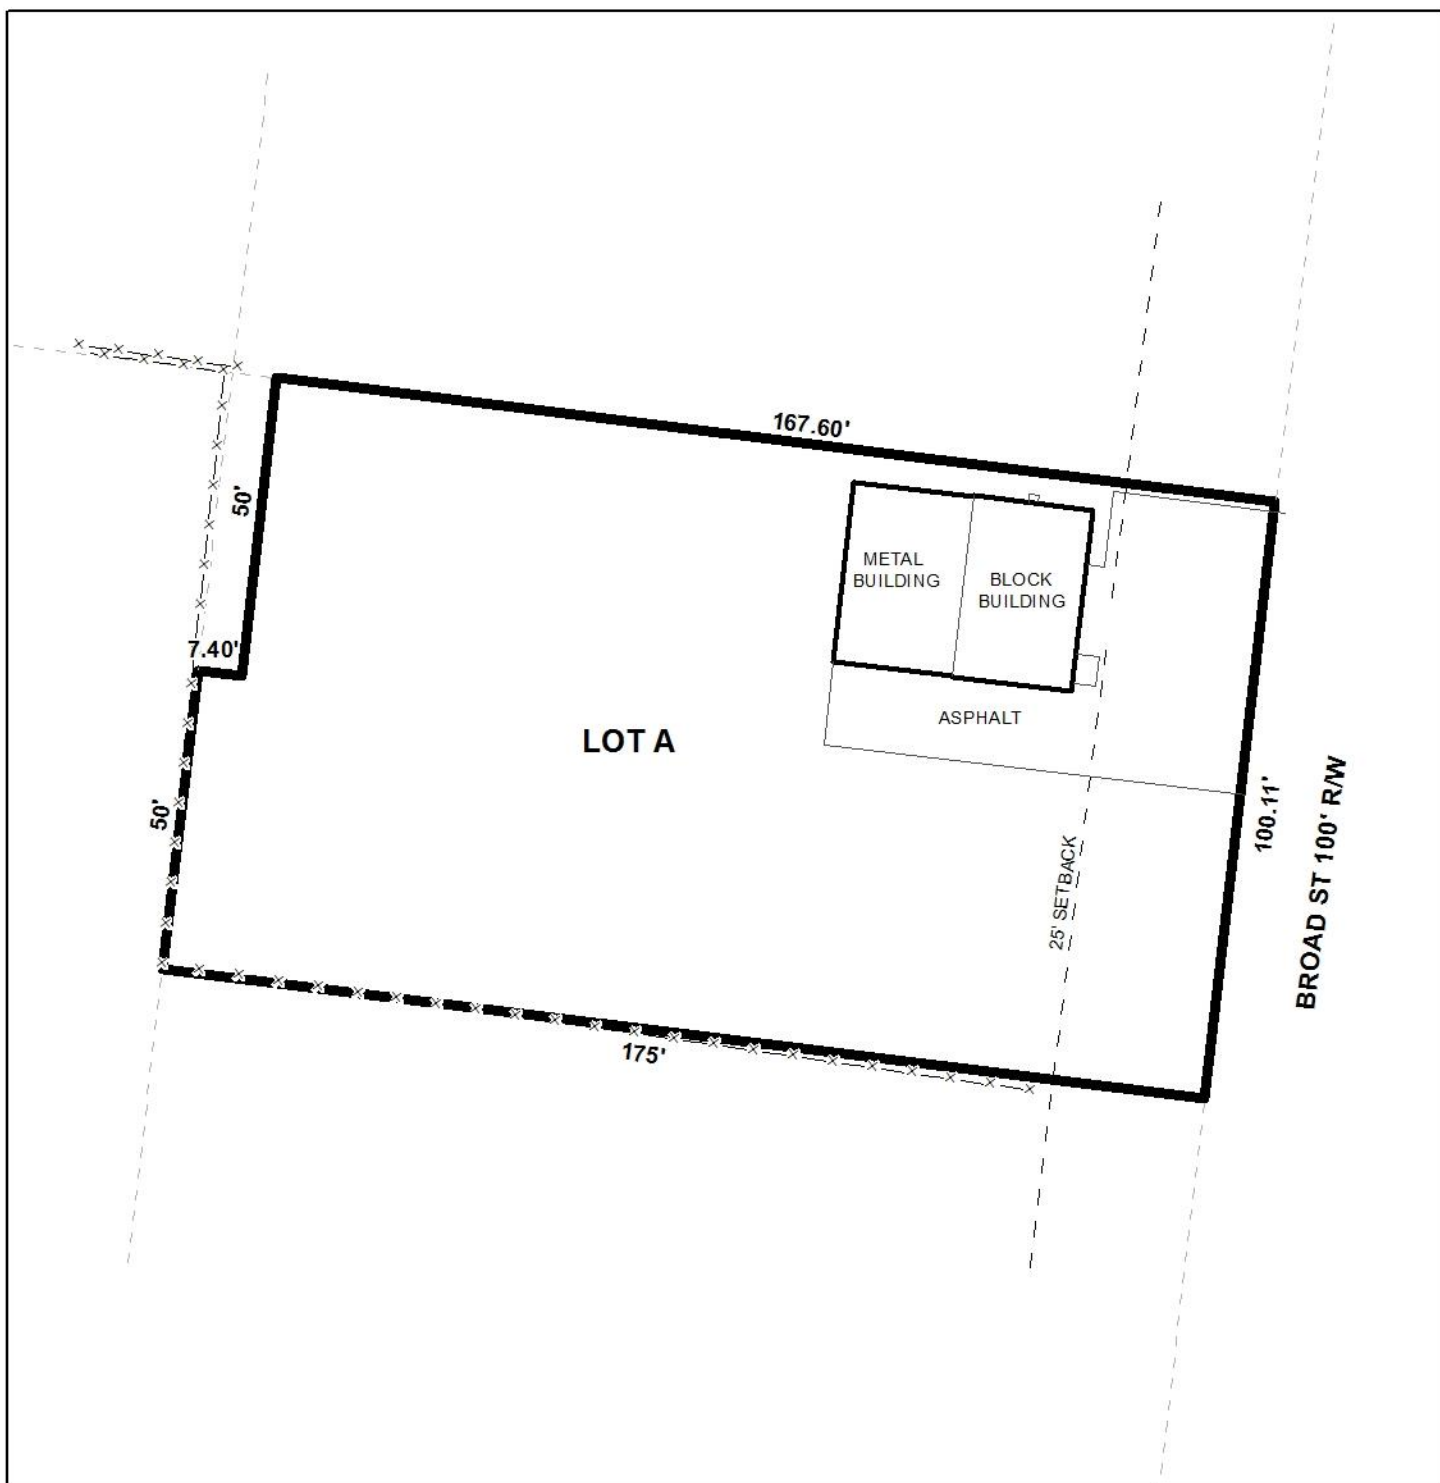 167.60'
50'
METAL
BUILDING
BLOCK
BUILDING
7.40'
ASPHALT
LOT A
50'
100.11'
BROAD ST 100' R/W
25' SETBACK
175'